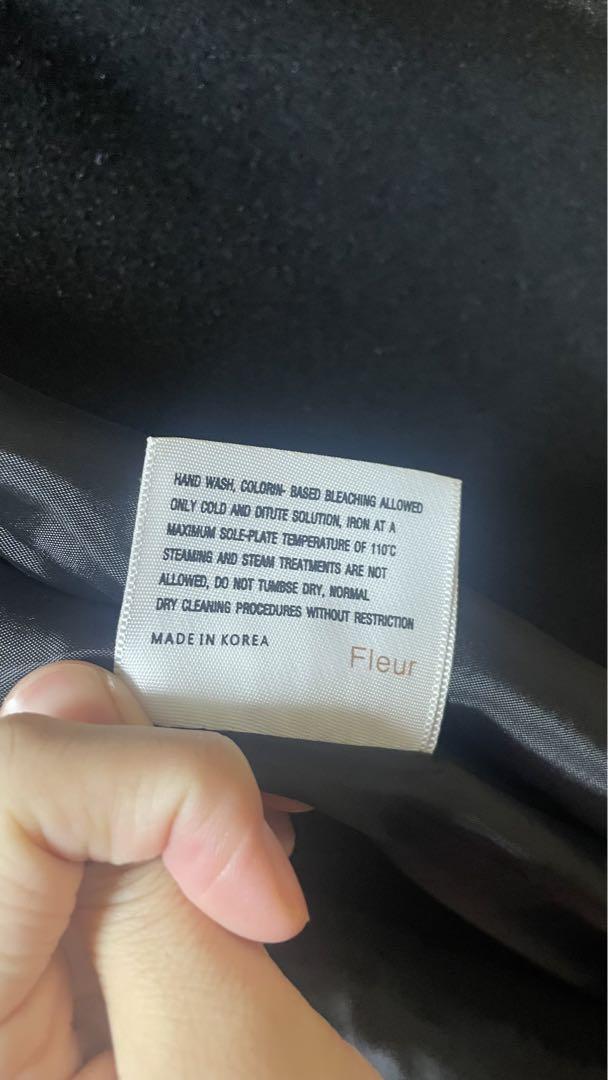 HAND WASH, COLORIN- BASED BLEACHING ALLOWED
ONLY COLD AND DITUTE SOLUTION, IRON AT A
MAXIMUM SOLE-PLATE TEMPERATURE OF 110°C
STEAMING AND STEAM TREATMENTS ARE NOT
ALLOWED, DO NOT TUMBSE DRY, NORMAL
DRY CLEANING PROCEDURES WITHOUT RESTRICTION
MADE IN KOREA
Fleur